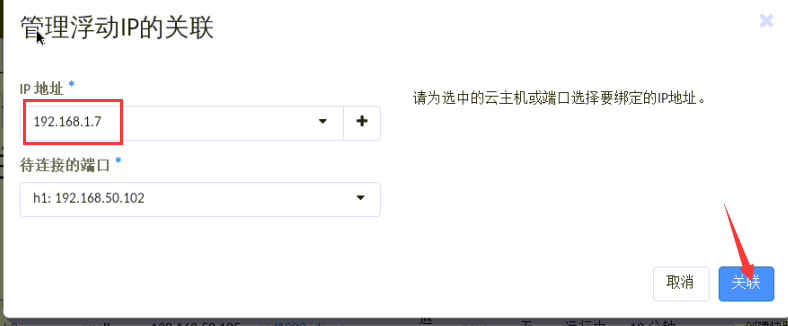 管理浮动IP的关联
IP 地址 *
请为选中的云主机或端口选择要绑定的IP地址。
192.168.1.7
待连接的端口 *
h1: 192.168.50.102
取消
关联